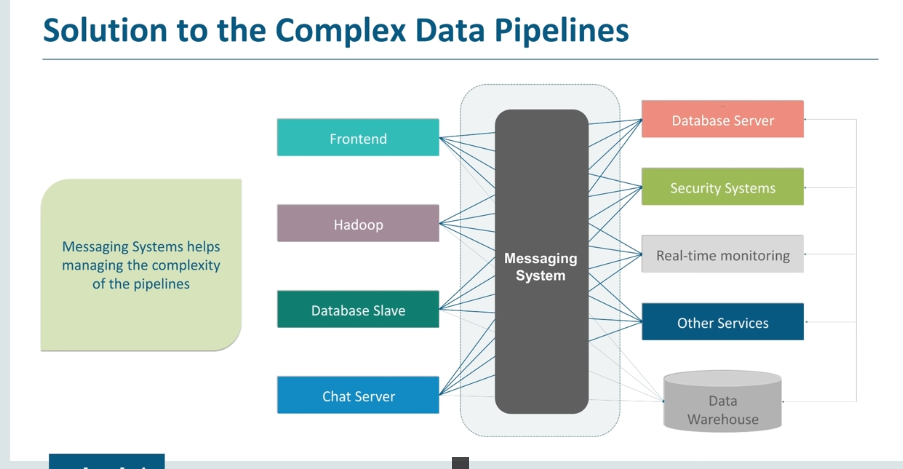 Solution to the Complex Data Pipelines
Messaging Systems helps
managing the complexity
of the pipelines
Frontend
Hadoop
Database Slave
Chat Server
Messaging
System
Database Server
Security Systems
Real-time monitoring
Other Services
Data
Warehouse